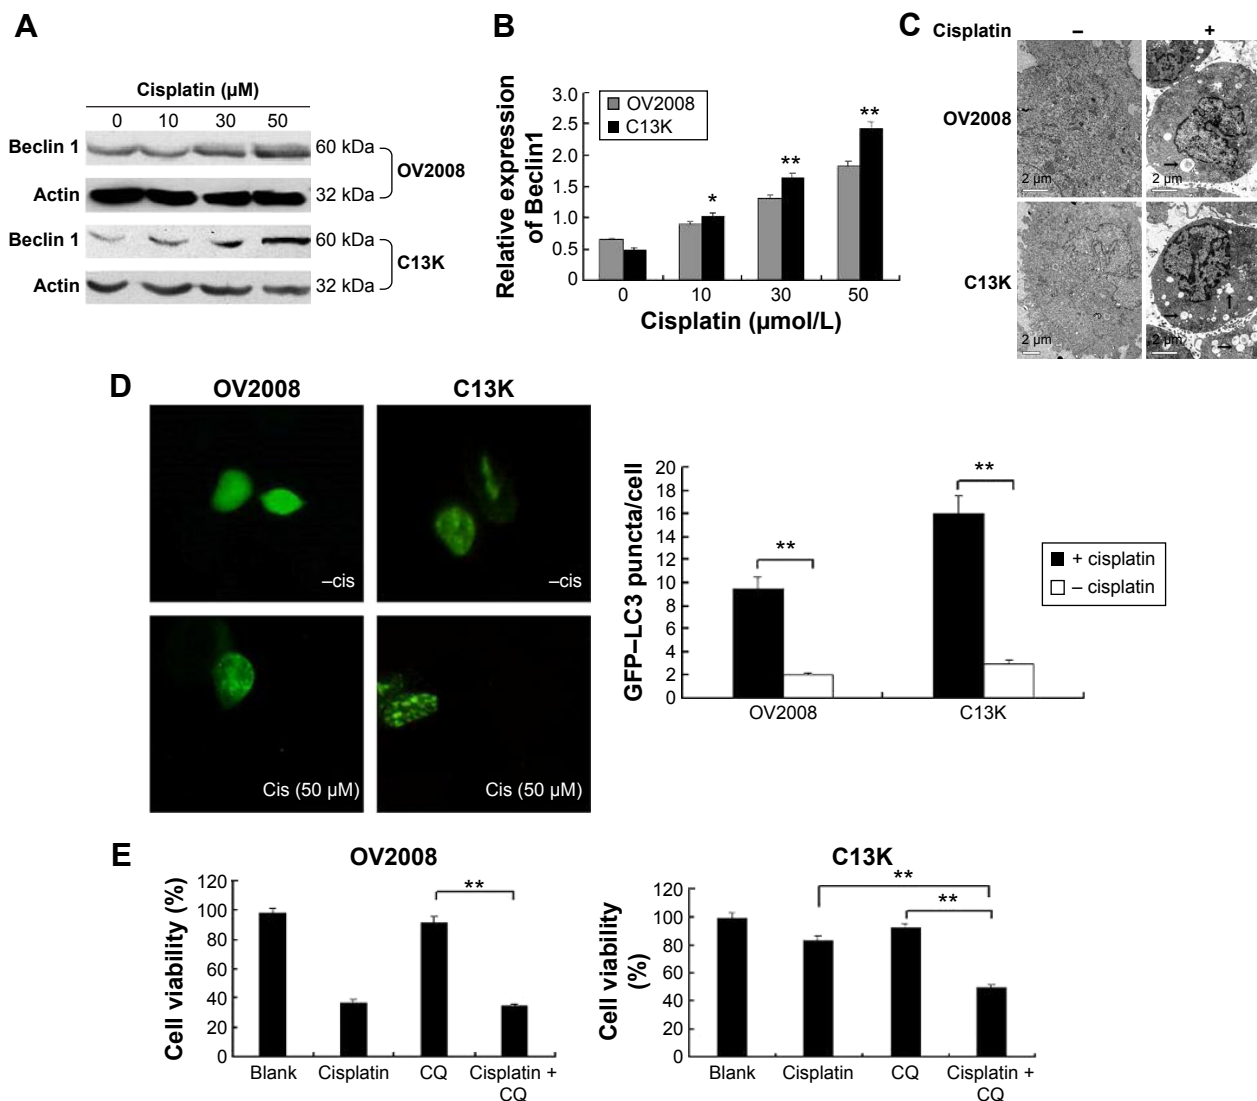 A
Cisplatin (µM)
0 10 30 50
Beclin 1 60 kDa
OV2008
Actin 32 kDa
Beclin 1 60 kDa
C13K
Actin 32 kDa
B
Relative expression
of Beclin1
3.0
2.5
2.0
1.5
1.0
0.5
0
OV2008
C13K
*
**
**
0 10 30 50
Cisplatin (µmol/L)
C
Cisplatin – +
OV2008
2 µm 2 µm
C13K
2 µm 2 µm
D
OV2008 C13K
–cis –cis
Cis (50 µM) Cis (50 µM)
GFP–LC3 puncta/cell
20
18
16
14
12
10
8
6
4
2
0
**
**
OV2008 C13K
+ cisplatin
– cisplatin
E
OV2008
Cell viability (%)
120
100
80
60
40
20
0
**
Blank Cisplatin CQ Cisplatin +
CQ
C13K
Cell viability
(%)
120
100
80
60
40
20
0
**
**
Blank Cisplatin CQ Cisplatin +
CQ